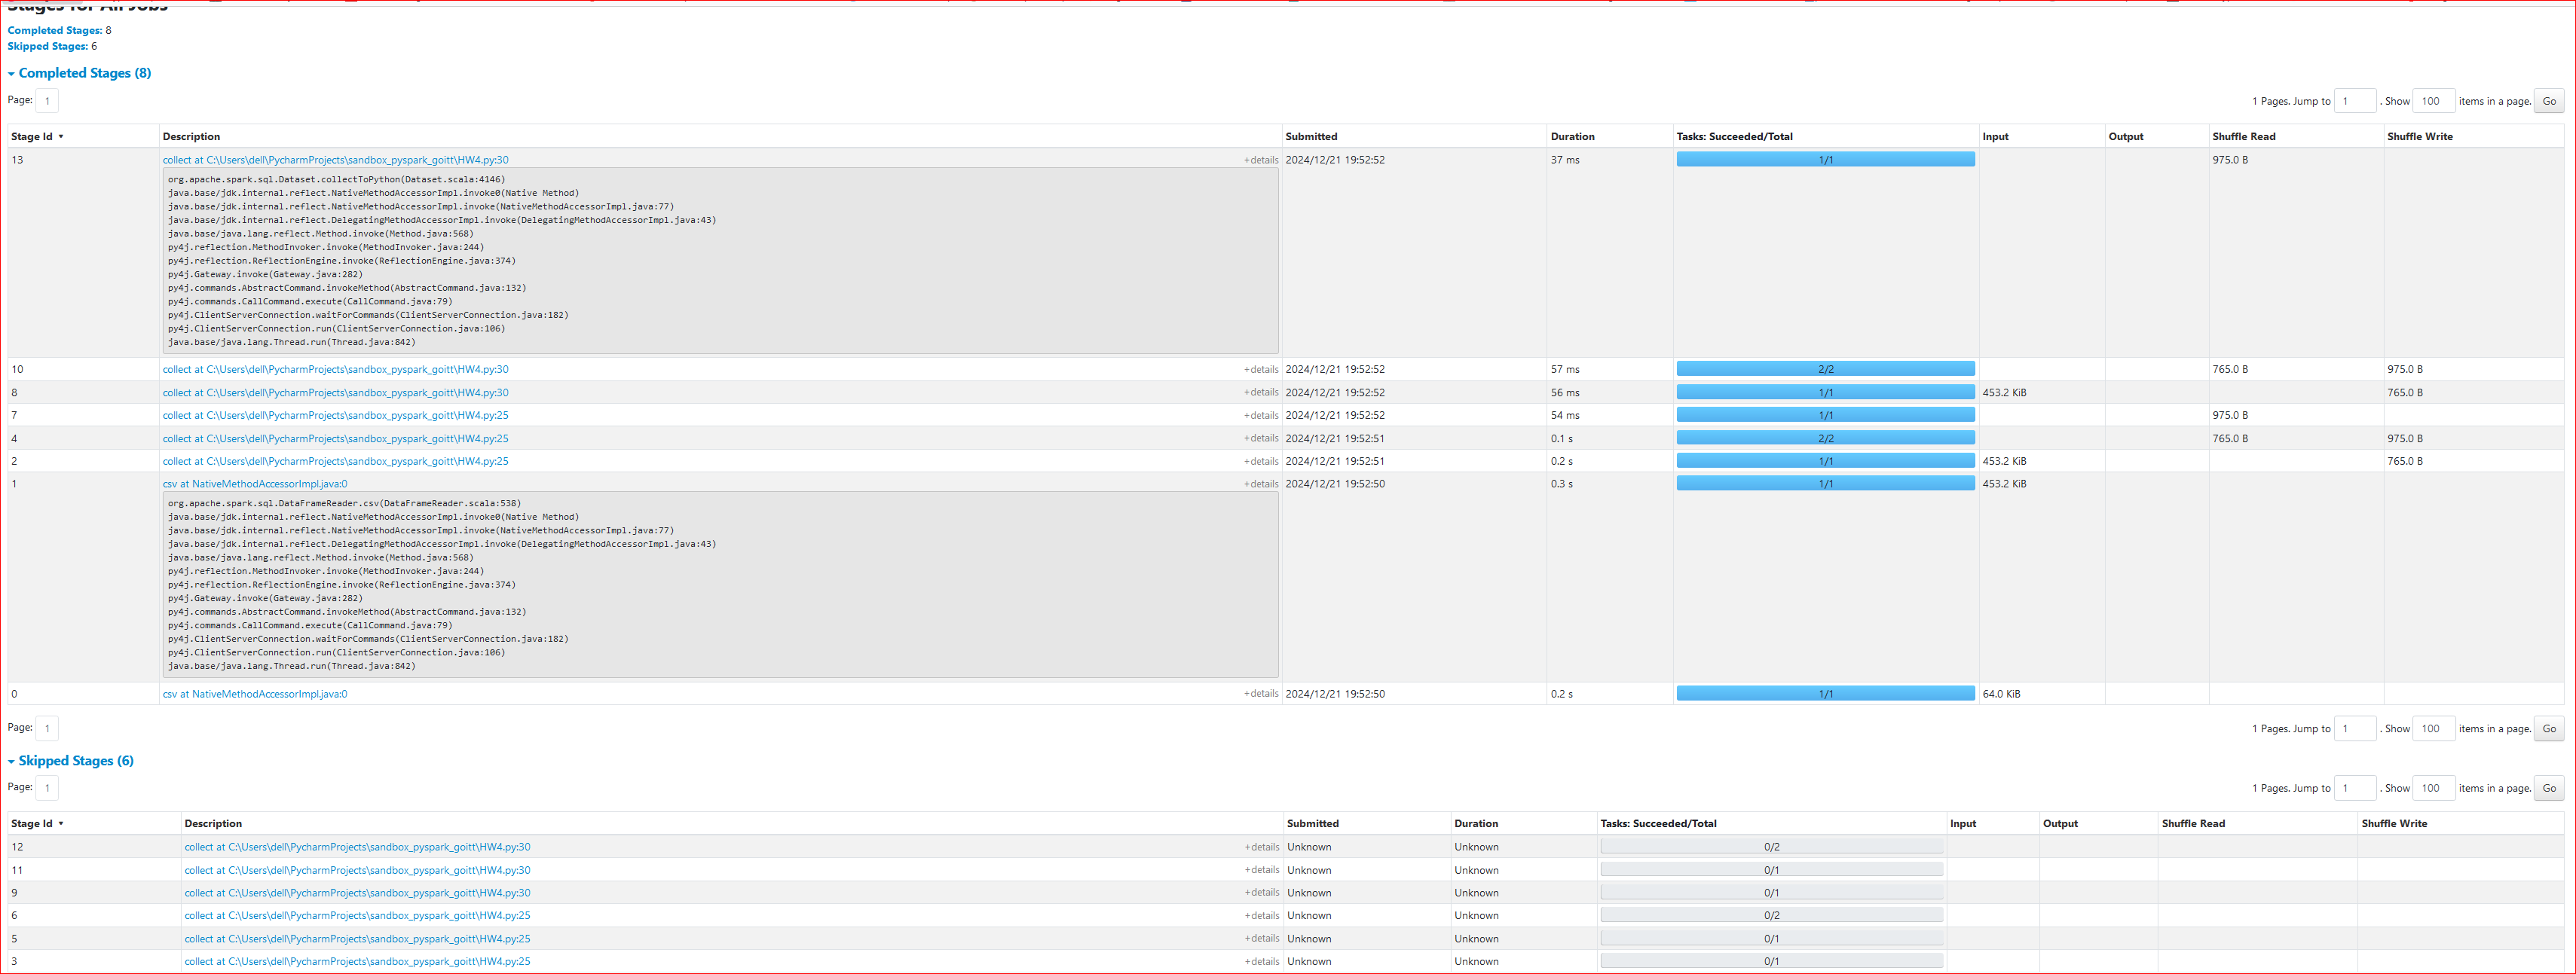 Stages for All Jobs
Completed Stages: 8
Skipped Stages: 6
Completed Stages (8)
Page: 1 1 Pages. Jump to 1 . Show 100 items in a page. Go
Stage Id Description Submitted Duration Tasks: Succeeded/Total Input Output Shuffle Read Shuffle Write
13 collect at C:\Users\dell\PycharmProjects\sandbox_pyspark_goitt\HW4.py:30 +details 2024/12/21 19:52:52 37 ms 1/1 975.0 B
org.apache.spark.sql.Dataset.collectToPython(Dataset.scala:4146)
java.base/jdk.internal.reflect.NativeMethodAccessorImpl.invoke0(Native Method)
java.base/jdk.internal.reflect.NativeMethodAccessorImpl.invoke(NativeMethodAccessorImpl.java:77)
java.base/jdk.internal.reflect.DelegatingMethodAccessorImpl.invoke(DelegatingMethodAccessorImpl.java:43)
java.base/java.lang.reflect.Method.invoke(Method.java:568)
py4j.reflection.MethodInvoker.invoke(MethodInvoker.java:244)
py4j.reflection.ReflectionEngine.invoke(ReflectionEngine.java:374)
py4j.Gateway.invoke(Gateway.java:282)
py4j.commands.AbstractCommand.invokeMethod(AbstractCommand.java:132)
py4j.commands.CallCommand.execute(CallCommand.java:79)
py4j.ClientServerConnection.waitForCommands(ClientServerConnection.java:182)
py4j.ClientServerConnection.run(ClientServerConnection.java:106)
java.base/java.lang.Thread.run(Thread.java:842)
10 collect at C:\Users\dell\PycharmProjects\sandbox_pyspark_goitt\HW4.py:30 +details 2024/12/21 19:52:52 57 ms 2/2 765.0 B 975.0 B
8 collect at C:\Users\dell\PycharmProjects\sandbox_pyspark_goitt\HW4.py:30 +details 2024/12/21 19:52:52 56 ms 1/1 453.2 KiB 765.0 B
7 collect at C:\Users\dell\PycharmProjects\sandbox_pyspark_goitt\HW4.py:25 +details 2024/12/21 19:52:52 54 ms 1/1 975.0 B
4 collect at C:\Users\dell\PycharmProjects\sandbox_pyspark_goitt\HW4.py:25 +details 2024/12/21 19:52:51 0.1 s 2/2 765.0 B 975.0 B
2 collect at C:\Users\dell\PycharmProjects\sandbox_pyspark_goitt\HW4.py:25 +details 2024/12/21 19:52:51 0.2 s 1/1 453.2 KiB 765.0 B
1 csv at NativeMethodAccessorImpl.java:0 +details 2024/12/21 19:52:50 0.3 s 1/1 453.2 KiB
org.apache.spark.sql.DataFrameReader.csv(DataFrameReader.scala:538)
java.base/jdk.internal.reflect.NativeMethodAccessorImpl.invoke0(Native Method)
java.base/jdk.internal.reflect.NativeMethodAccessorImpl.invoke(NativeMethodAccessorImpl.java:77)
java.base/jdk.internal.reflect.DelegatingMethodAccessorImpl.invoke(DelegatingMethodAccessorImpl.java:43)
java.base/java.lang.reflect.Method.invoke(Method.java:568)
py4j.reflection.MethodInvoker.invoke(MethodInvoker.java:244)
py4j.reflection.ReflectionEngine.invoke(ReflectionEngine.java:374)
py4j.Gateway.invoke(Gateway.java:282)
py4j.commands.AbstractCommand.invokeMethod(AbstractCommand.java:132)
py4j.commands.CallCommand.execute(CallCommand.java:79)
py4j.ClientServerConnection.waitForCommands(ClientServerConnection.java:182)
py4j.ClientServerConnection.run(ClientServerConnection.java:106)
java.base/java.lang.Thread.run(Thread.java:842)
0 csv at NativeMethodAccessorImpl.java:0 +details 2024/12/21 19:52:50 0.2 s 1/1 64.0 KiB
Page: 1 1 Pages. Jump to 1 . Show 100 items in a page. Go
Skipped Stages (6)
Page: 1 1 Pages. Jump to 1 . Show 100 items in a page. Go
Stage Id Description Submitted Duration Tasks: Succeeded/Total Input Output Shuffle Read Shuffle Write
12 collect at C:\Users\dell\PycharmProjects\sandbox_pyspark_goitt\HW4.py:30 +details Unknown Unknown 0/2
11 collect at C:\Users\dell\PycharmProjects\sandbox_pyspark_goitt\HW4.py:30 +details Unknown Unknown 0/1
9 collect at C:\Users\dell\PycharmProjects\sandbox_pyspark_goitt\HW4.py:30 +details Unknown Unknown 0/1
6 collect at C:\Users\dell\PycharmProjects\sandbox_pyspark_goitt\HW4.py:25 +details Unknown Unknown 0/2
5 collect at C:\Users\dell\PycharmProjects\sandbox_pyspark_goitt\HW4.py:25 +details Unknown Unknown 0/1
3 collect at C:\Users\dell\PycharmProjects\sandbox_pyspark_goitt\HW4.py:25 +details Unknown Unknown 0/1